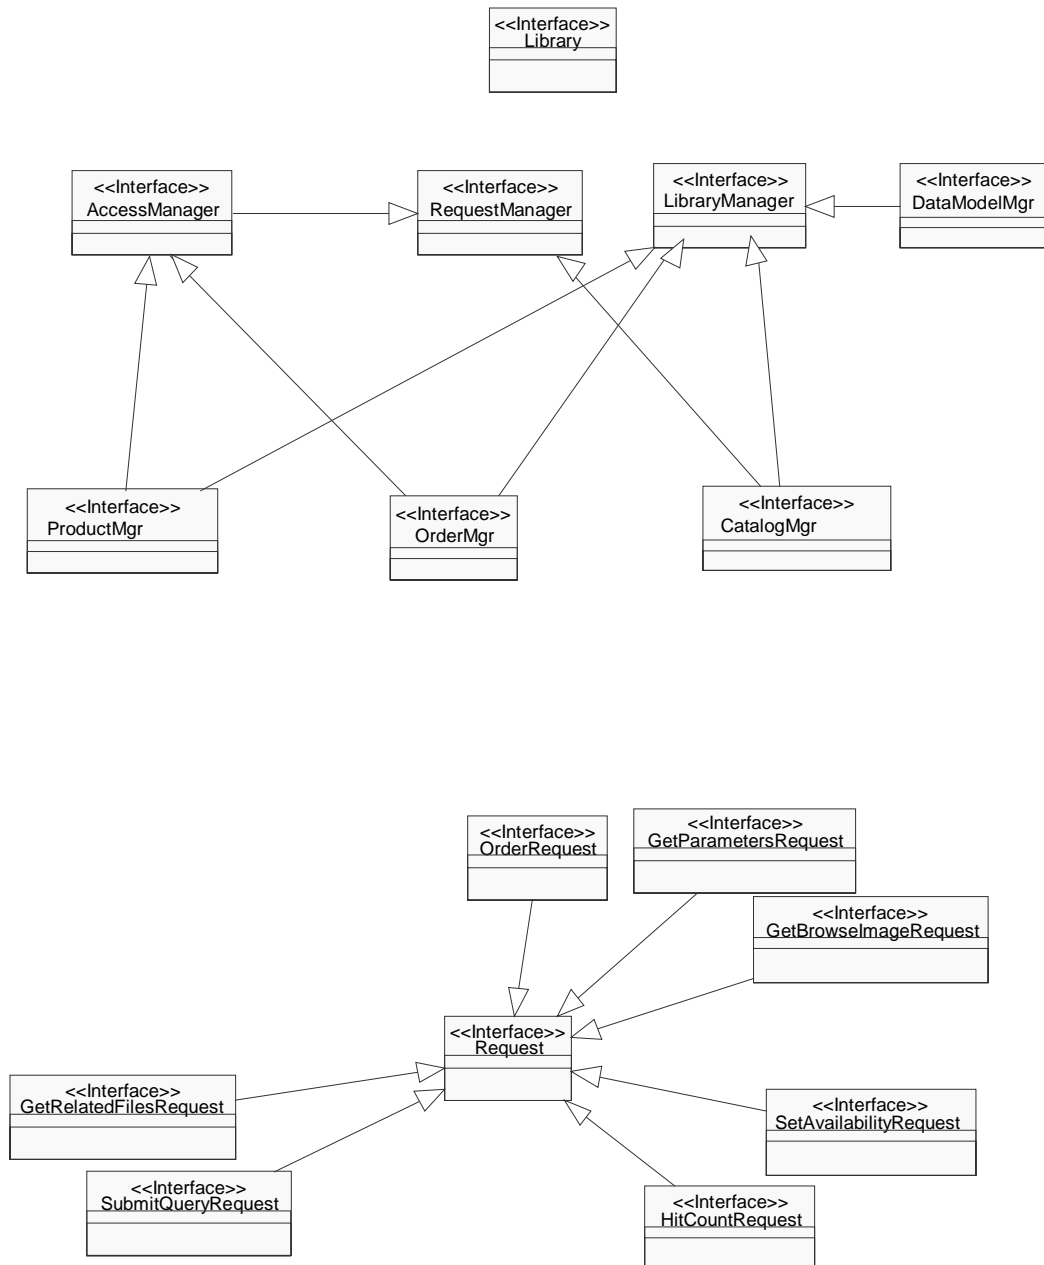 <<Interface>>
Library
<<Interface>>
AccessManager
<<Interface>>
RequestManager
<<Interface>>
LibraryManager
<<Interface>>
DataModelMgr
<<Interface>>
ProductMgr
<<Interface>>
OrderMgr
<<Interface>>
CatalogMgr
<<Interface>>
OrderRequest
<<Interface>>
GetParametersRequest
<<Interface>>
GetBrowseImageRequest
<<Interface>>
Request
<<Interface>>
GetRelatedFilesRequest
<<Interface>>
SetAvailabilityRequest
<<Interface>>
SubmitQueryRequest
<<Interface>>
HitCountRequest